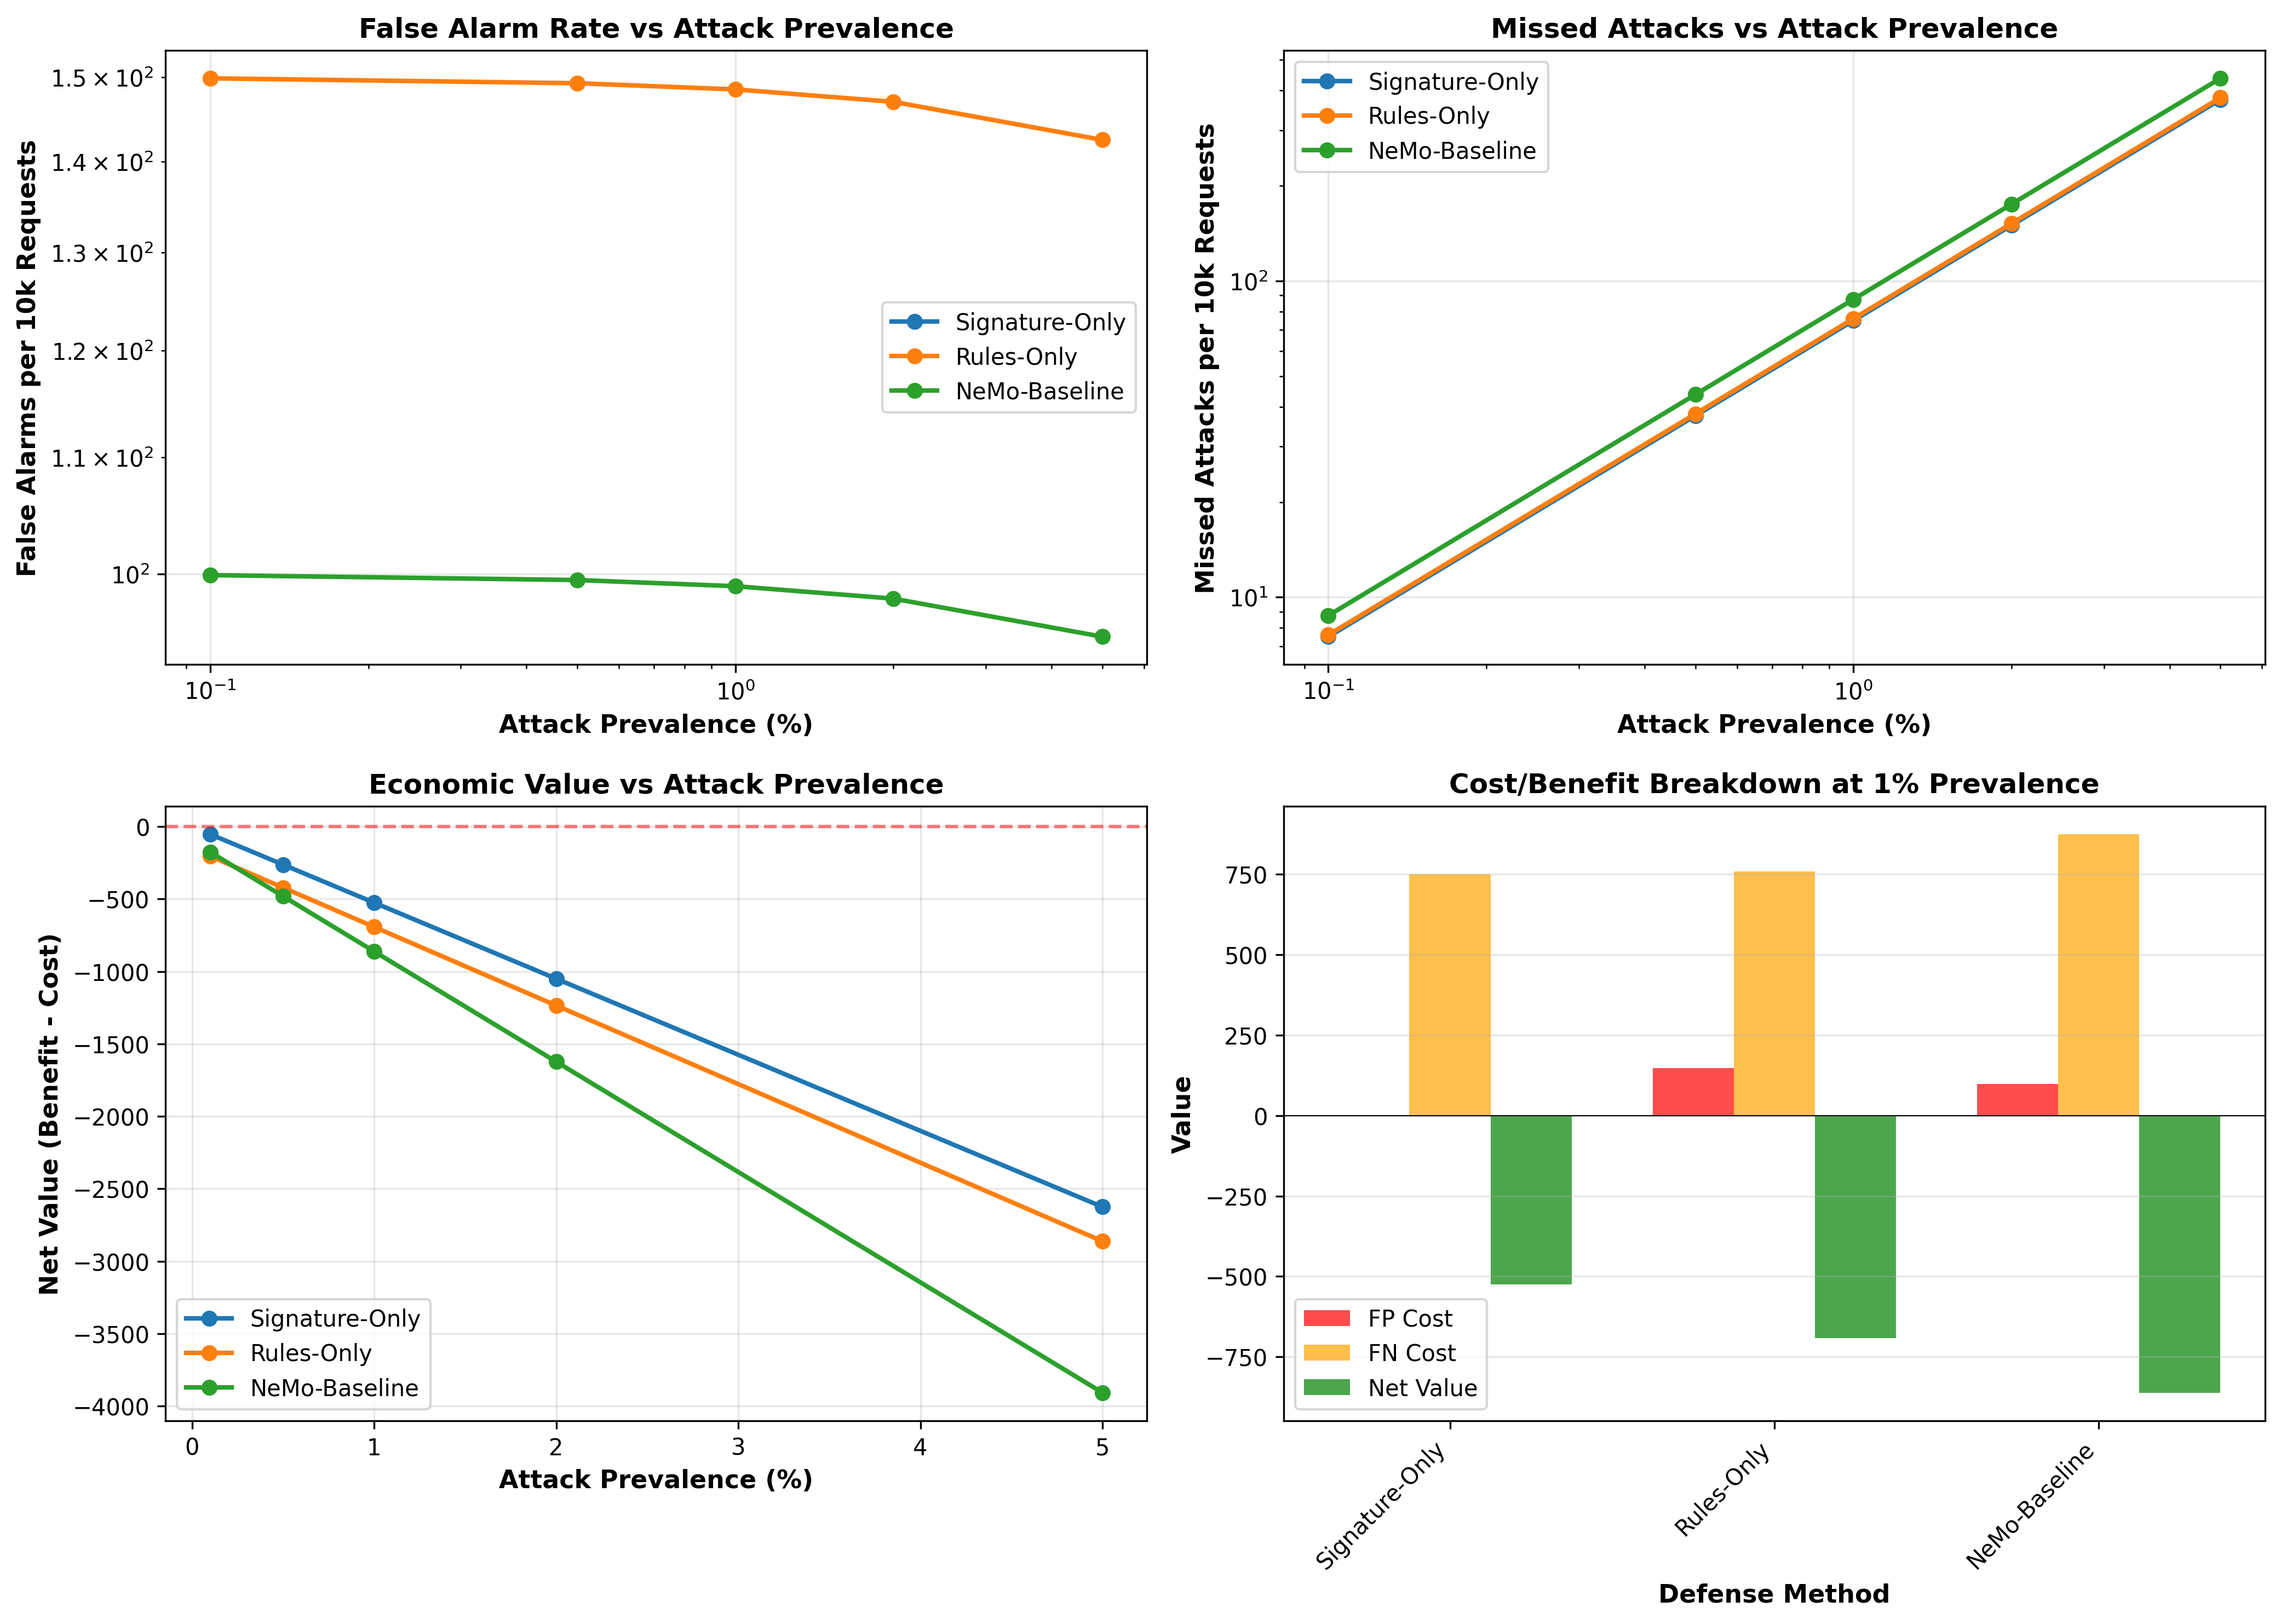 False Alarm Rate vs Attack Prevalence
False Alarms per 10k Requests
1.5 × 10²
1.4 × 10²
1.3 × 10²
1.2 × 10²
1.1 × 10²
10²
Signature-Only
Rules-Only
NeMo-Baseline
10⁻¹
10⁰
Attack Prevalence (%)
Missed Attacks vs Attack Prevalence
Missed Attacks per 10k Requests
Signature-Only
Rules-Only
NeMo-Baseline
10²
10¹
10⁻¹
10⁰
Attack Prevalence (%)
Economic Value vs Attack Prevalence
Net Value (Benefit - Cost)
0
−500
−1000
−1500
−2000
−2500
−3000
−3500
−4000
Signature-Only
Rules-Only
NeMo-Baseline
0 1 2 3 4 5
Attack Prevalence (%)
Cost/Benefit Breakdown at 1% Prevalence
Value
750
500
250
0
−250
−500
−750
FP Cost
FN Cost
Net Value
Signature-Only
Rules-Only
NeMo-Baseline
Defense Method